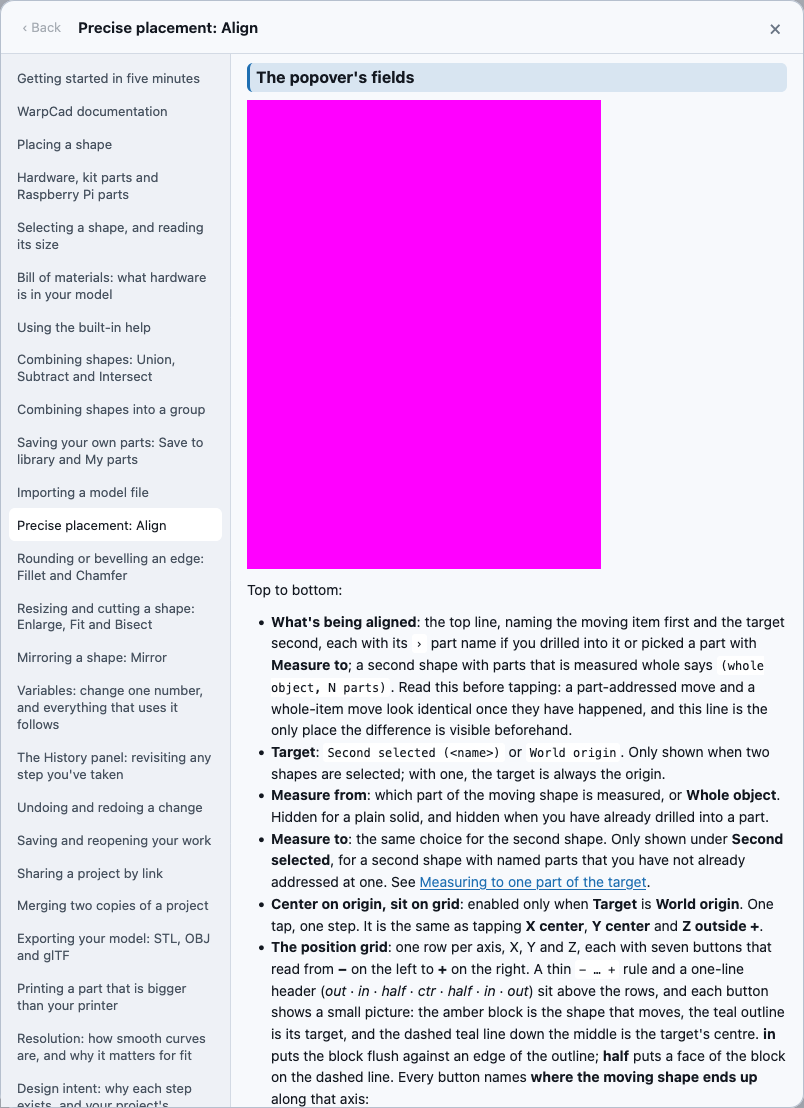 ‹ Back
Precise placement: Align
×
Getting started in five minutes
WarpCad documentation
Placing a shape
Hardware, kit parts and
Raspberry Pi parts
Selecting a shape, and reading
its size
Bill of materials: what hardware
is in your model
Using the built-in help
Combining shapes: Union,
Subtract and Intersect
Combining shapes into a group
Saving your own parts: Save to
library and My parts
Importing a model file
Precise placement: Align
Rounding or bevelling an edge:
Fillet and Chamfer
Resizing and cutting a shape:
Enlarge, Fit and Bisect
Mirroring a shape: Mirror
Variables: change one number,
and everything that uses it
follows
The History panel: revisiting any
step you've taken
Undoing and redoing a change
Saving and reopening your work
Sharing a project by link
Merging two copies of a project
Exporting your model: STL, OBJ
and glTF
Printing a part that is bigger
than your printer
Resolution: how smooth curves
are, and why it matters for fit
Design intent: why each step
exists, and your project's
The popover's fields
Top to bottom:
• What's being aligned: the top line, naming the moving item first and the target
second, each with its › part name if you drilled into it or picked a part with
Measure to; a second shape with parts that is measured whole says (whole
object, N parts). Read this before tapping: a part-addressed move and a
whole-item move look identical once they have happened, and this line is the
only place the difference is visible beforehand.
• Target: Second selected (<name>) or World origin. Only shown when two
shapes are selected; with one, the target is always the origin.
• Measure from: which part of the moving shape is measured, or Whole object.
Hidden for a plain solid, and hidden when you have already drilled into a part.
• Measure to: the same choice for the second shape. Only shown under Second
selected, for a second shape with named parts that you have not already
addressed at one. See Measuring to one part of the target.
• Center on origin, sit on grid: enabled only when Target is World origin. One
tap, one step. It is the same as tapping X center, Y center and Z outside +.
• The position grid: one row per axis, X, Y and Z, each with seven buttons that
read from − on the left to + on the right. A thin − … + rule and a one-line
header (out · in · half · ctr · half · in · out) sit above the rows, and each button
shows a small picture: the amber block is the shape that moves, the teal outline
is its target, and the dashed teal line down the middle is the target's centre. in
puts the block flush against an edge of the outline; half puts a face of the block
on the dashed line. Every button names where the moving shape ends up
along that axis: